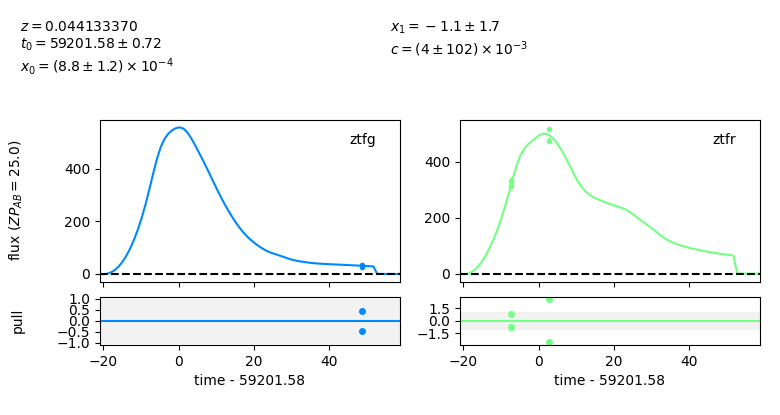 z = 0.044133370
t₀ = 59201.58 ± 0.72
x₀ = (8.8 ± 1.2) × 10⁻⁴
x₁ = −1.1 ± 1.7
c = (4 ± 102) × 10⁻³
flux (ZP_AB = 25.0)
ztfg
400
200
0
ztfr
400
200
0
pull
1.0
0.5
0.0
−0.5
−1.0
−20 0 20 40
time - 59201.58
1.5
0.0
−1.5
−20 0 20 40
time - 59201.58